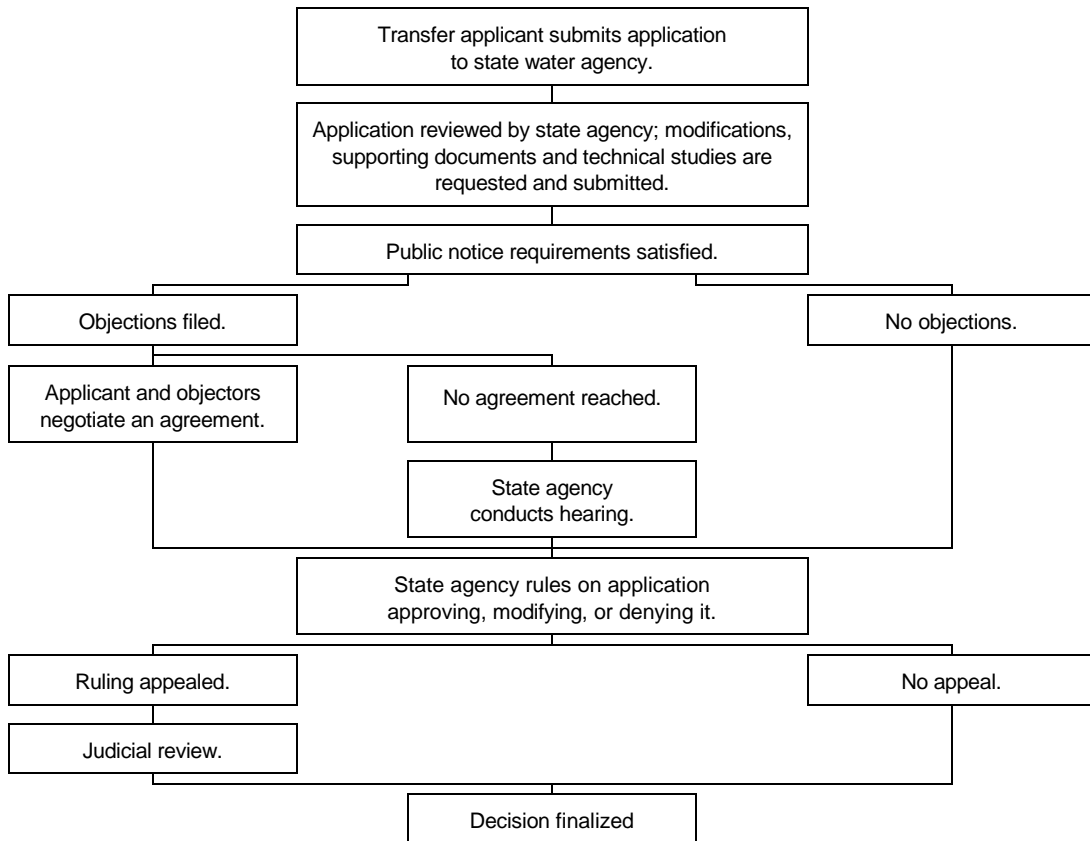 Transfer applicant submits application
to state water agency.
Application reviewed by state agency; modifications,
supporting documents and technical studies are
requested and submitted.
Public notice requirements satisfied.
Objections filed.
No objections.
Applicant and objectors
negotiate an agreement.
No agreement reached.
State agency
conducts hearing.
State agency rules on application
approving, modifying, or denying it.
Ruling appealed.
No appeal.
Judicial review.
Decision finalized